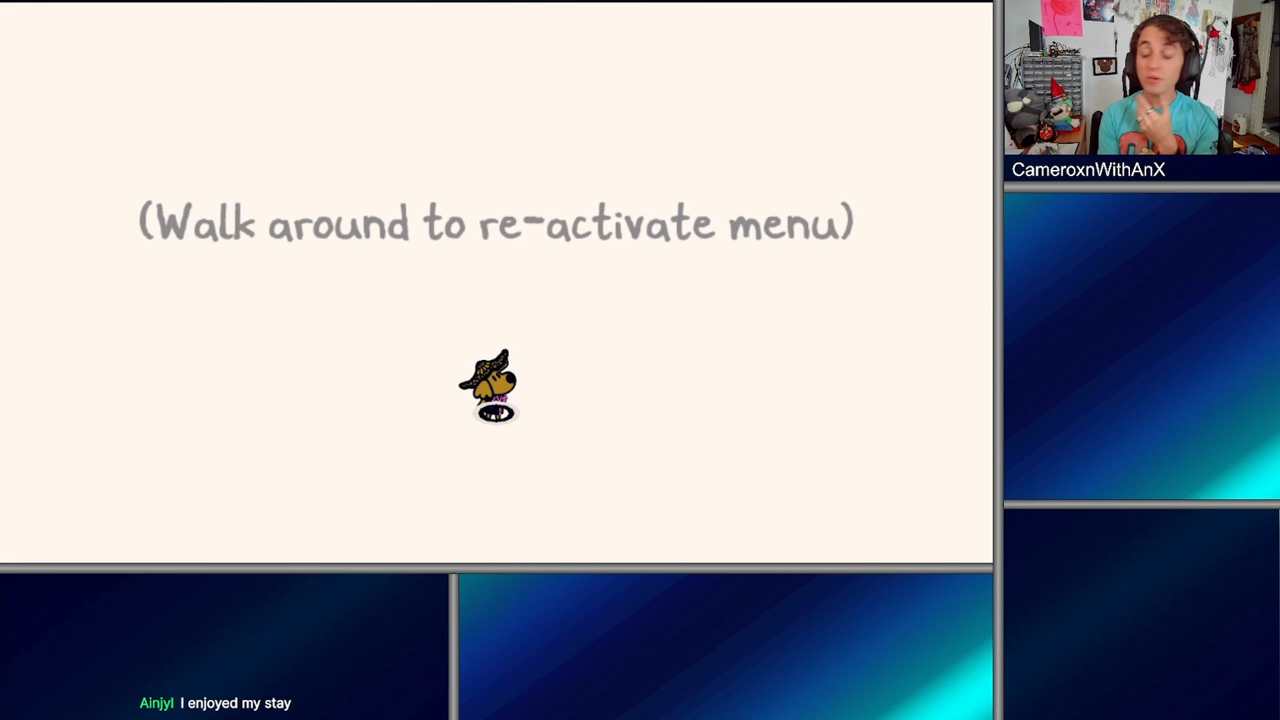 (Walk around to re-activate menu)
CameroxnWithAnX
Ainjyl I enjoyed my stay